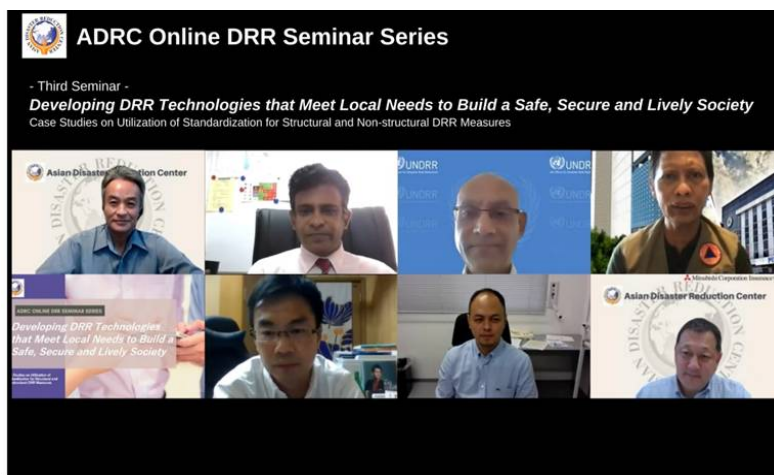 ADRC Online DRR Seminar Series
- Third Seminar -
Developing DRR Technologies that Meet Local Needs to Build a Safe, Secure and Lively Society
Case Studies on Utilization of Standardization for Structural and Non-structural DRR Measures
Asian Disaster Reduction Center
UNDRR
UNDR
ADRC ONLINE DRR SEMINAR SERIES
Developing DRR Technologies
that Meet Local Needs to Build a
Safe, Secure and Lively Society
Mitsubishi Corporation Insurance
Asian Disaster Reduction Center